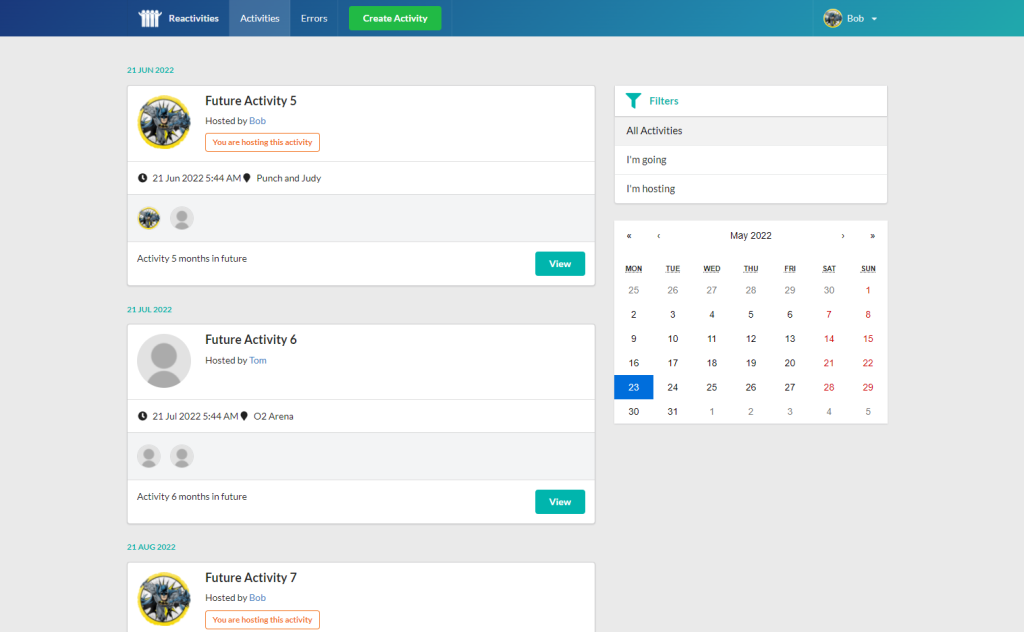 Reactivities Activities Errors Create Activity Bob
21 JUN 2022
Future Activity 5
Hosted by Bob
You are hosting this activity
21 Jun 2022 5:44 AM Punch and Judy
Activity 5 months in future
View
21 JUL 2022
Future Activity 6
Hosted by Tom
21 Jul 2022 5:44 AM O2 Arena
Activity 6 months in future
View
21 AUG 2022
Future Activity 7
Hosted by Bob
You are hosting this activity
Filters
All Activities
I'm going
I'm hosting
« ‹ May 2022 › »
MON TUE WED THU FRI SAT SUN
25 26 27 28 29 30 1
2 3 4 5 6 7 8
9 10 11 12 13 14 15
16 17 18 19 20 21 22
23 24 25 26 27 28 29
30 31 1 2 3 4 5